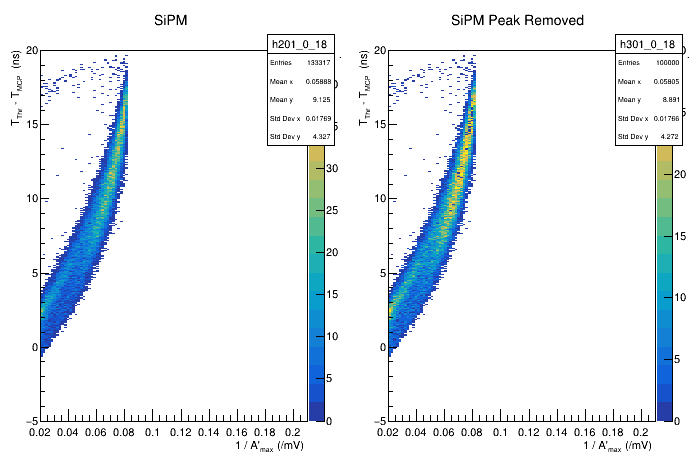 SiPM
h201_0_18
Entries 133317
Mean x 0.05888
Mean y 9.125
Std Dev x 0.01769
Std Dev y 4.327
T_Thr - T_MCP (ns)
20
15
10
5
0
−5
0.02 0.04 0.06 0.08 0.1 0.12 0.14 0.16 0.18 0.2
1 / A'_max (/mV)
30
25
20
15
10
5
0
SiPM Peak Removed
h301_0_18
Entries 100000
Mean x 0.05805
Mean y 8.891
Std Dev x 0.01766
Std Dev y 4.272
T_Thr - T_MCP (ns)
20
15
10
5
0
−5
0.02 0.04 0.06 0.08 0.1 0.12 0.14 0.16 0.18 0.2
1 / A'_max (/mV)
20
15
10
5
0